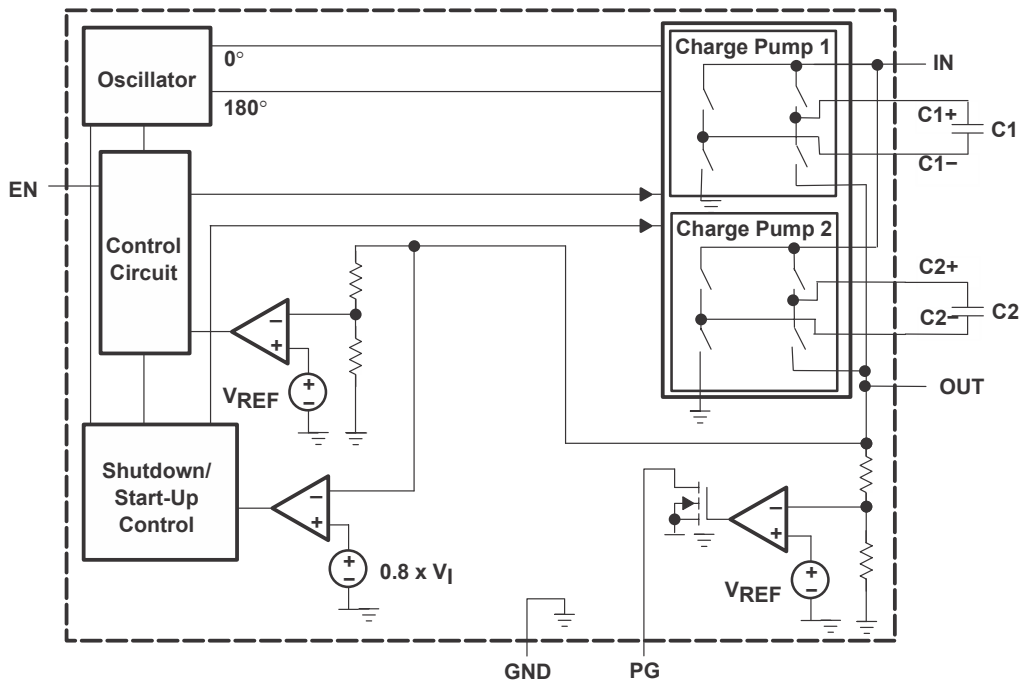 Oscillator
0°
180°
Charge Pump 1
IN
C1+
C1
C1−
EN
Control
Circuit
Charge Pump 2
C2+
C2−
C2
−
+
VREF
+
−
OUT
Shutdown/
Start-Up
Control
−
+
+
−
0.8 x VI
−
+
VREF
+
−
GND
PG